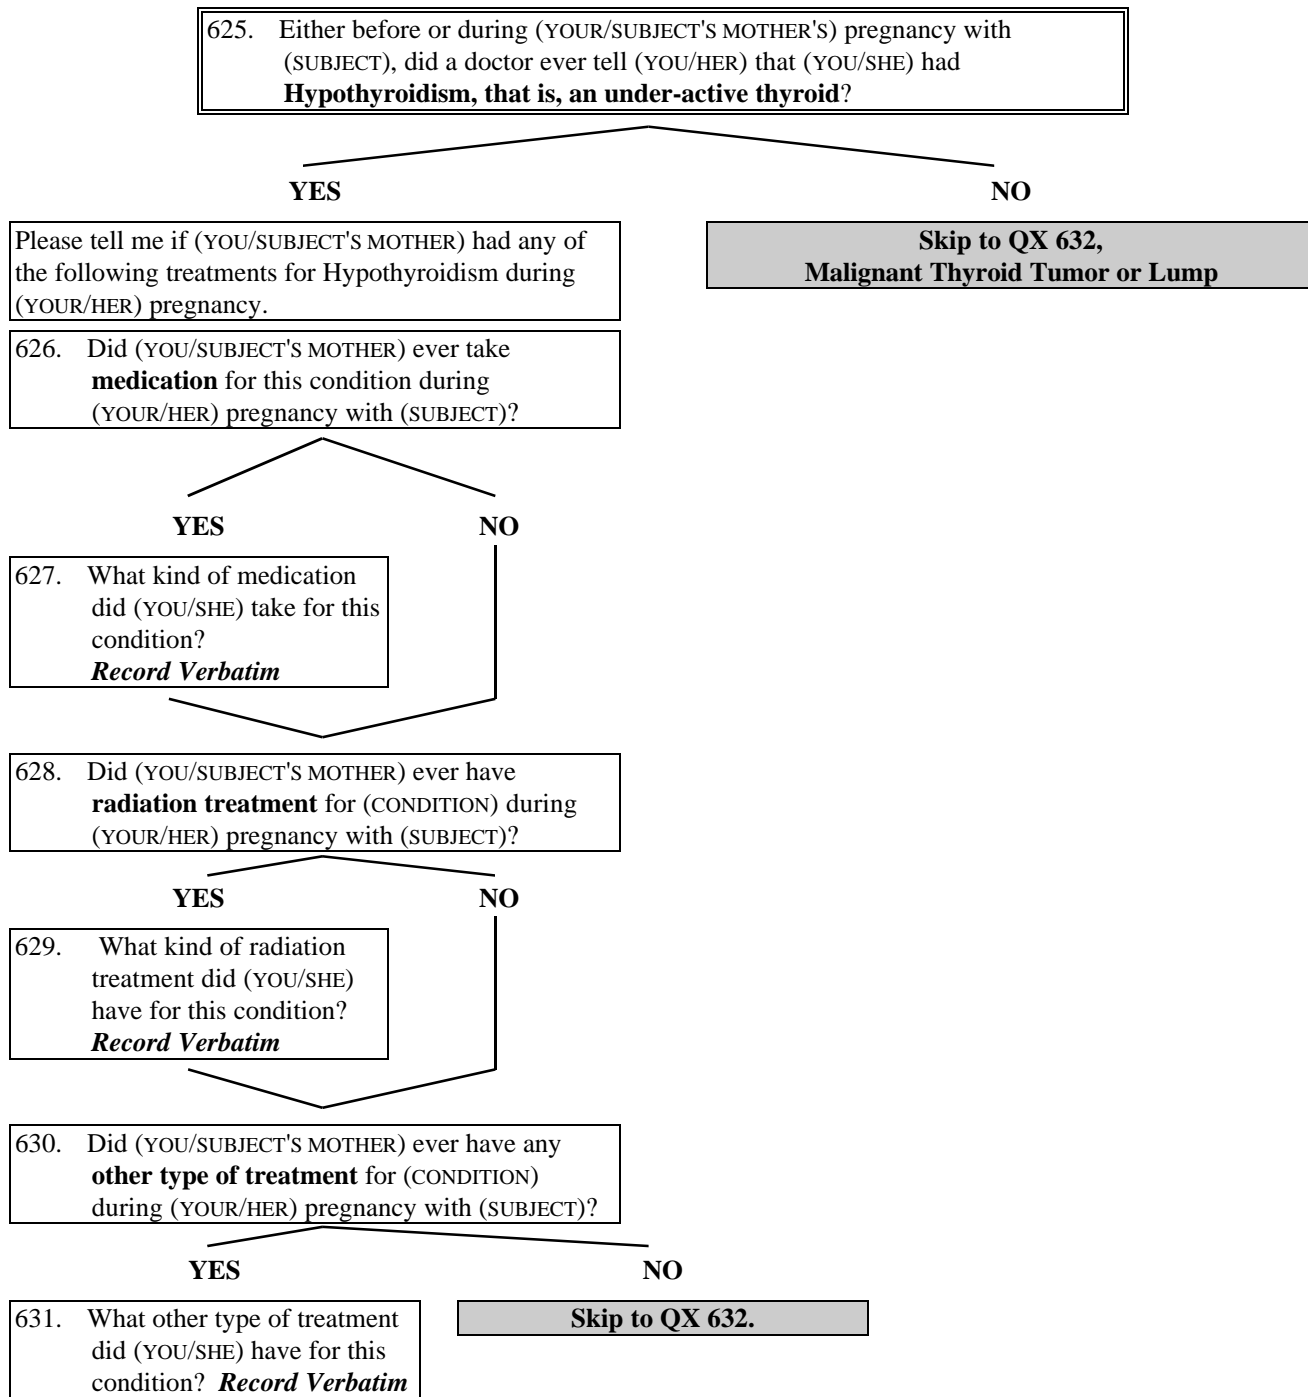 625. Either before or during (YOUR/SUBJECT'S MOTHER'S) pregnancy with
(SUBJECT), did a doctor ever tell (YOU/HER) that (YOU/SHE) had
Hypothyroidism, that is, an under-active thyroid?
YES
NO
Please tell me if (YOU/SUBJECT'S MOTHER) had any of
the following treatments for Hypothyroidism during
(YOUR/HER) pregnancy.
Skip to QX 632,
Malignant Thyroid Tumor or Lump
626. Did (YOU/SUBJECT'S MOTHER) ever take
medication for this condition during
(YOUR/HER) pregnancy with (SUBJECT)?
YES
NO
627. What kind of medication
did (YOU/SHE) take for this
condition?
Record Verbatim
628. Did (YOU/SUBJECT'S MOTHER) ever have
radiation treatment for (CONDITION) during
(YOUR/HER) pregnancy with (SUBJECT)?
YES
NO
629. What kind of radiation
treatment did (YOU/SHE)
have for this condition?
Record Verbatim
630. Did (YOU/SUBJECT'S MOTHER) ever have any
other type of treatment for (CONDITION)
during (YOUR/HER) pregnancy with (SUBJECT)?
YES
NO
631. What other type of treatment
did (YOU/SHE) have for this
condition? Record Verbatim
Skip to QX 632.